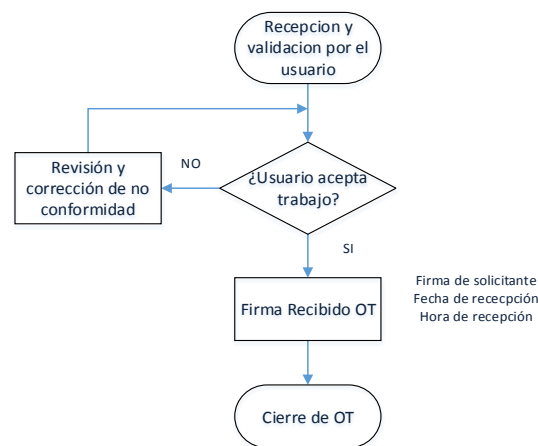 Recepcion y
validacion por el
usuario
Revisión y
corrección de no
conformidad
NO
¿Usuario acepta
trabajo?
SI
Firma Recibido OT
Firma de solicitante
Fecha de rececpción
Hora de recepción
Cierre de OT